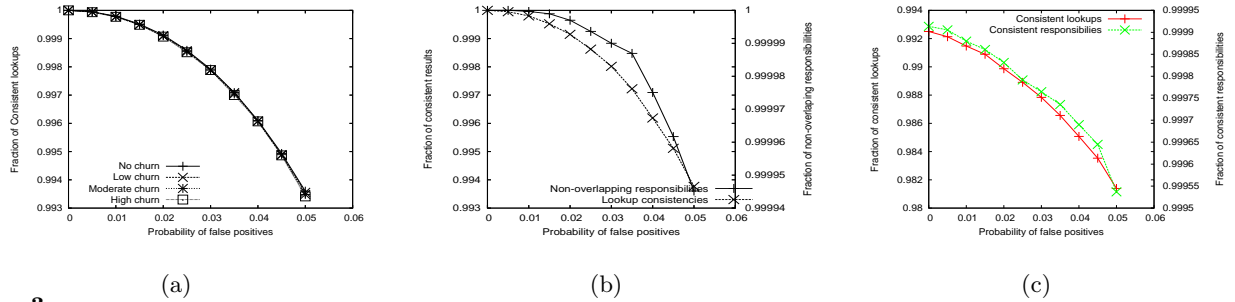 Fraction of Consistent lookups
1
0.999
0.998
0.997
0.996
0.995
0.994
0.993
No churn
Low churn
Moderate churn
High churn
0 0.01 0.02 0.03 0.04 0.05 0.06
Probability of false positives
(a)
Fraction of consistent results
1
0.999
0.998
0.997
0.996
0.995
0.994
0.993
Non-overlapping responsibilities
Lookup consistencies
0 0.01 0.02 0.03 0.04 0.05 0.06
Probability of false positives
1
0.999999
0.999998
0.999997
0.999996
0.999995
0.999994
Fraction of non-overlaping responsibilities
(b)
Fraction of consistent lookups
0.994
0.992
0.99
0.988
0.986
0.984
0.982
0.98
Consistent lookups
Consistent responsibilies
0 0.01 0.02 0.03 0.04 0.05 0.06
Probability of false positives
0.99995
0.9999
0.99985
0.9998
0.99975
0.9997
0.99965
0.9996
0.99955
0.9995
Fraction of consistent responsibilities
(c)